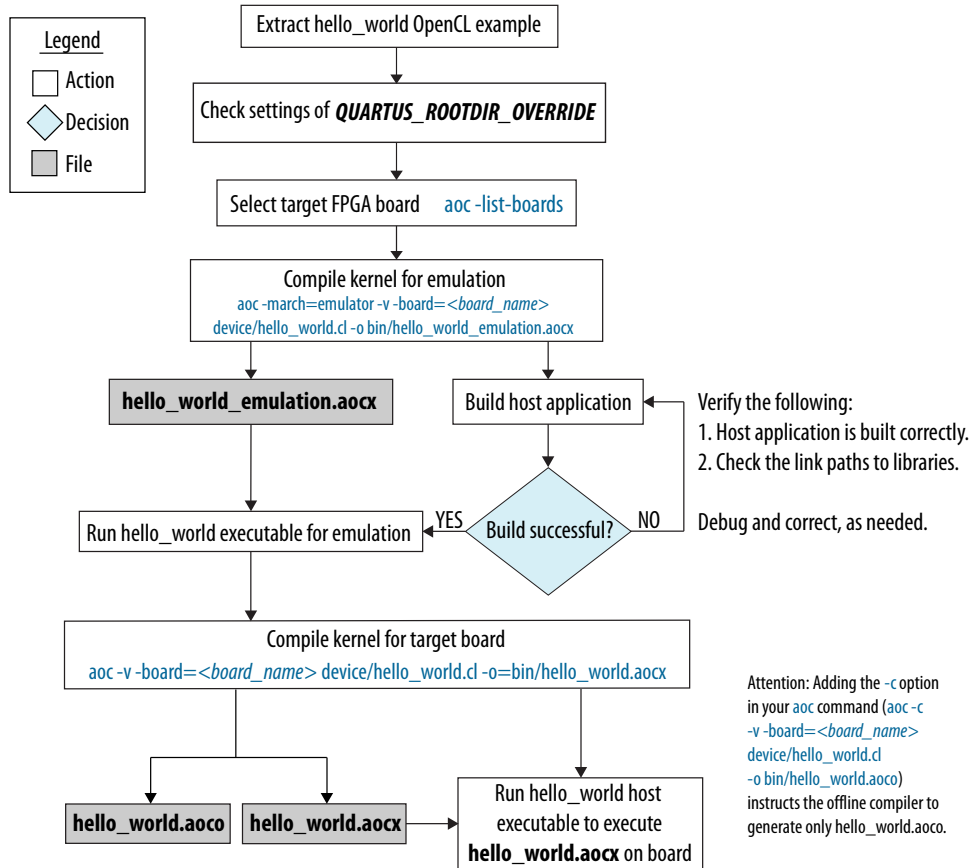 Legend
Action
Decision
File
Extract hello_world OpenCL example
Check settings of QUARTUS_ROOTDIR_OVERRIDE
Select target FPGA board aoc -list-boards
Compile kernel for emulation
aoc -march=emulator -v -board=<board_name>
device/hello_world.cl -o bin/hello_world_emulation.aocx
hello_world_emulation.aocx
Build host application
Verify the following:
1. Host application is built correctly.
2. Check the link paths to libraries.
Debug and correct, as needed.
Build successful?
YES
NO
Run hello_world executable for emulation
Compile kernel for target board
aoc -v -board=<board_name> device/hello_world.cl -o=bin/hello_world.aocx
hello_world.aoco
hello_world.aocx
Run hello_world host
executable to execute
hello_world.aocx on board
Attention: Adding the -c option
in your aoc command (aoc -c
-v -board=<board_name>
device/hello_world.cl
-o bin/hello_world.aoco)
instructs the offline compiler to
generate only hello_world.aoco.